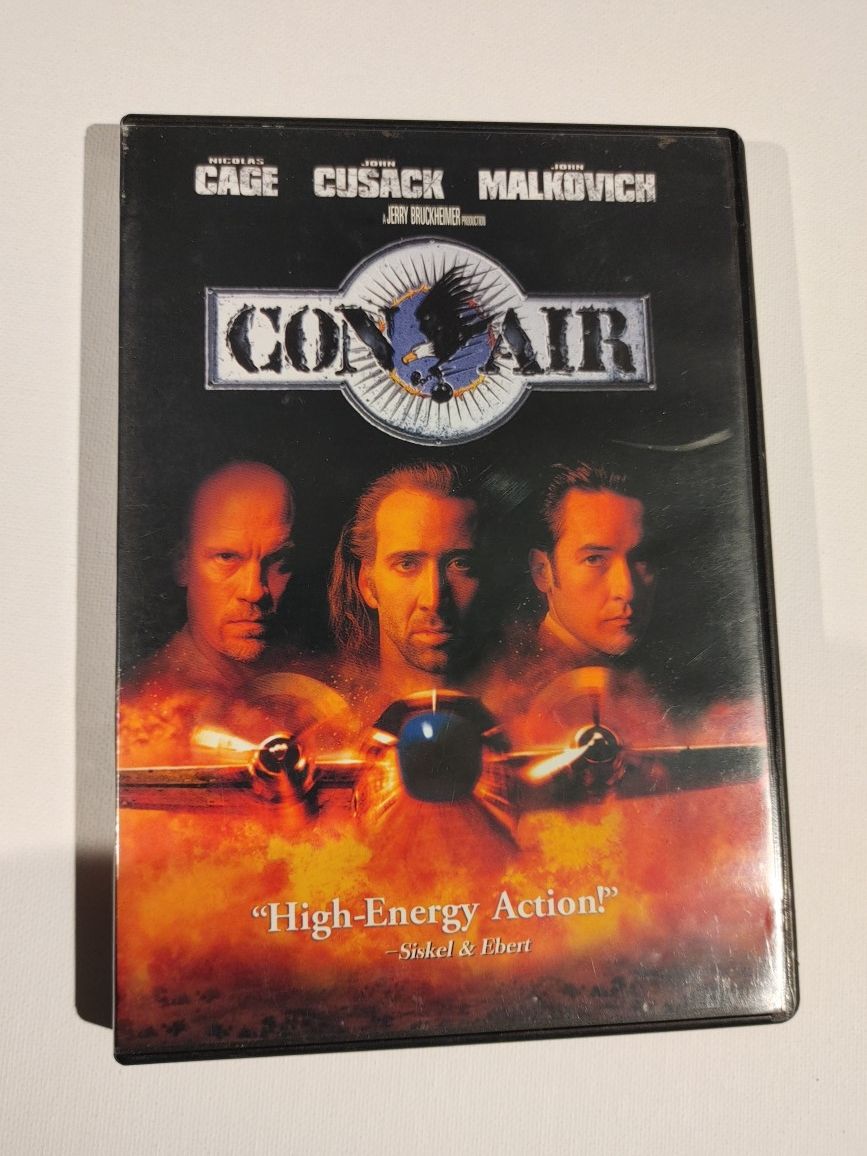 NICOLAS JOHN JOHN
CAGE CUSACK MALKOVICH
A JERRY BRUCKHEIMER PRODUCTION
CON AIR
“High-Energy Action!”
–Siskel & Ebert